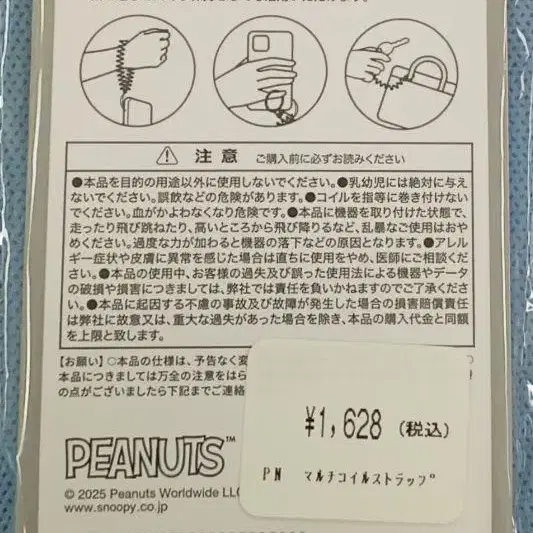 ⚠ 注意 ご購入前に必ずお読みください
●本品を目的の用途以外に使用しないでください。●乳幼児には絶対に与え
ないでください。誤飲などの危険があります。●コイルを指等に巻き付けない
でください。血がかよわなくなり危険です。●本品に機器を取り付けた状態で、
走ったり飛び跳ねたり、高いところから飛び降りるなど、乱暴なご使用はおや
めください。過度な力が加わると機器の落下などの原因となります。●アレル
ギー症状や皮膚に異常を感じた場合は直ちに使用をやめ、医師にご相談くだ
さい。●本品の使用中、お客様の過失及び誤った使用法による機器やデータ
の破損や損害につきましては、弊社では責任を負いかねますのでご了承くだ
さい。●本品に起因する不慮の事故及び故障が発生した場合の損害賠償責任
は弊社に故意又は、重大な過失があった場合を除き、本品の購入代金と同額
を上限と致します。
【お願い】○本品の仕様は、予告なく変
本品につきましては万全の注意をはら
の点がございましたら下記までご連絡
¥1,628 (税込)
PN マルチコイルストラップ
PEANUTS™
© 2025 Peanuts Worldwide LLC
www.snoopy.co.jp